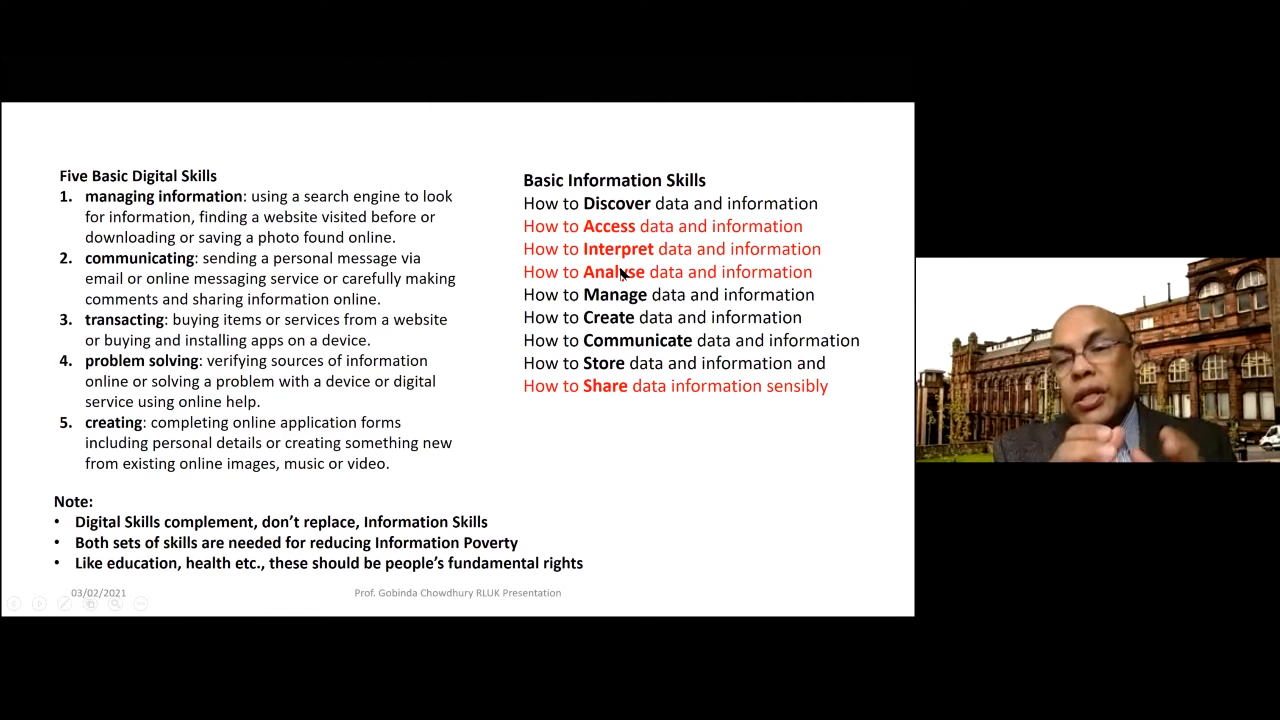 Five Basic Digital Skills
1. managing information: using a search engine to look
for information, finding a website visited before or
downloading or saving a photo found online.
2. communicating: sending a personal message via
email or online messaging service or carefully making
comments and sharing information online.
3. transacting: buying items or services from a website
or buying and installing apps on a device.
4. problem solving: verifying sources of information
online or solving a problem with a device or digital
service using online help.
5. creating: completing online application forms
including personal details or creating something new
from existing online images, music or video.
Basic Information Skills
How to Discover data and information
How to Access data and information
How to Interpret data and information
How to Analyse data and information
How to Manage data and information
How to Create data and information
How to Communicate data and information
How to Store data and information and
How to Share data information sensibly
Note:
• Digital Skills complement, don’t replace, Information Skills
• Both sets of skills are needed for reducing Information Poverty
• Like education, health etc., these should be people’s fundamental rights
03/02/2021
Prof. Gobinda Chowdhury RLUK Presentation